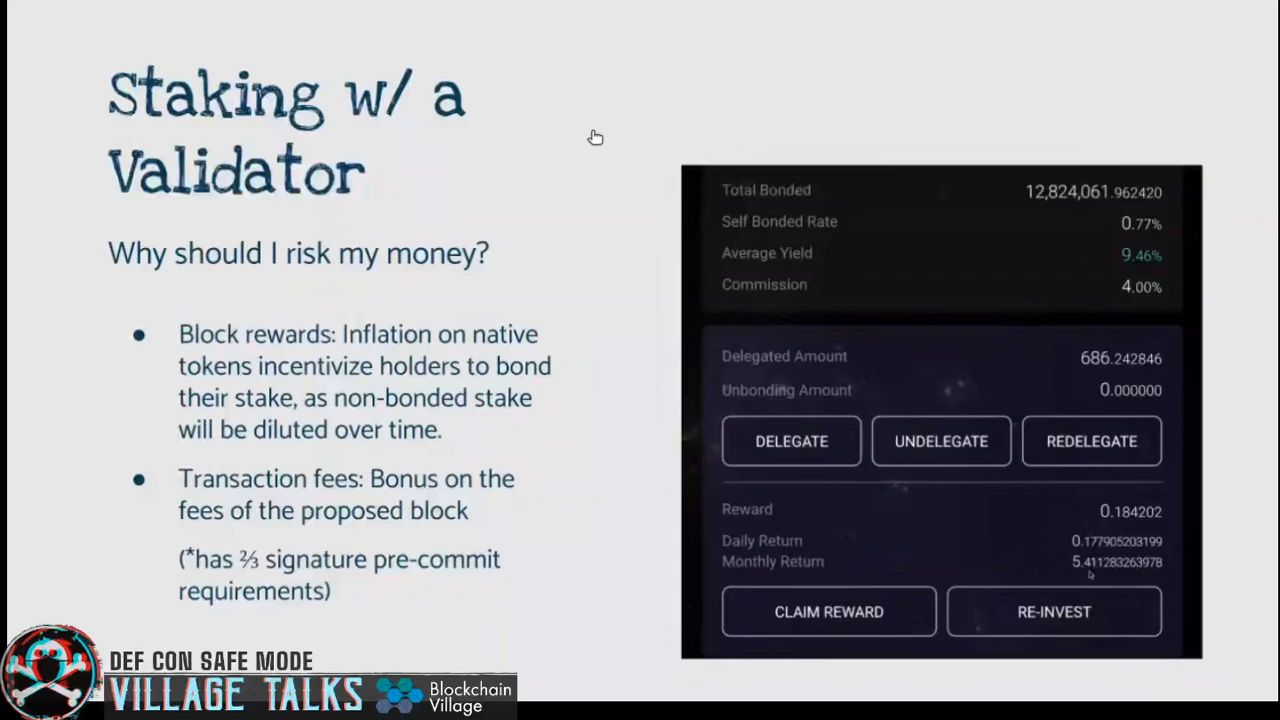 Staking w/ a
Validator
Why should I risk my money?
● Block rewards: Inflation on native
tokens incentivize holders to bond
their stake, as non-bonded stake
will be diluted over time.
● Transaction fees: Bonus on the
fees of the proposed block
(*has ⅔ signature pre-commit
requirements)
Total Bonded 12,824,061.962420
Self Bonded Rate 0.77%
Average Yield 9.46%
Commission 4.00%
Delegated Amount 686.242846
Unbonding Amount 0.000000
DELEGATE UNDELEGATE REDELEGATE
Reward 0.184202
Daily Return 0.177905203199
Monthly Return 5.411283263978
CLAIM REWARD RE-INVEST
DEF CON SAFE MODE
VILLAGE TALKS
Blockchain
Village